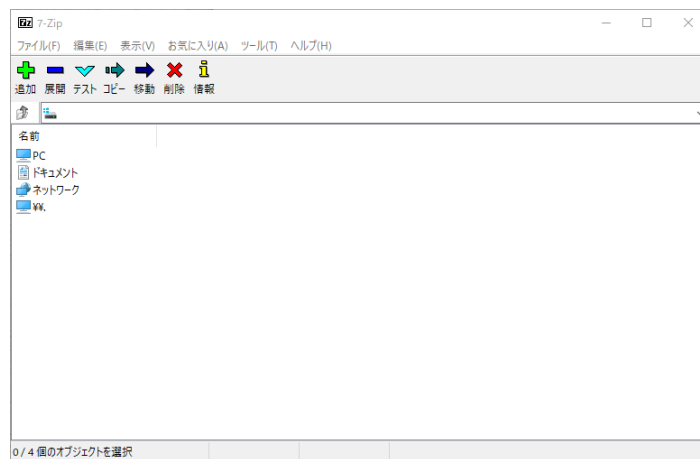 7z 7-Zip
ファイル(F) 編集(E) 表示(V) お気に入り(A) ツール(T) ヘルプ(H)
追加 展開 テスト コピー 移動 削除 情報
名前
PC
ドキュメント
ネットワーク
¥¥.
0 / 4 個のオブジェクトを選択